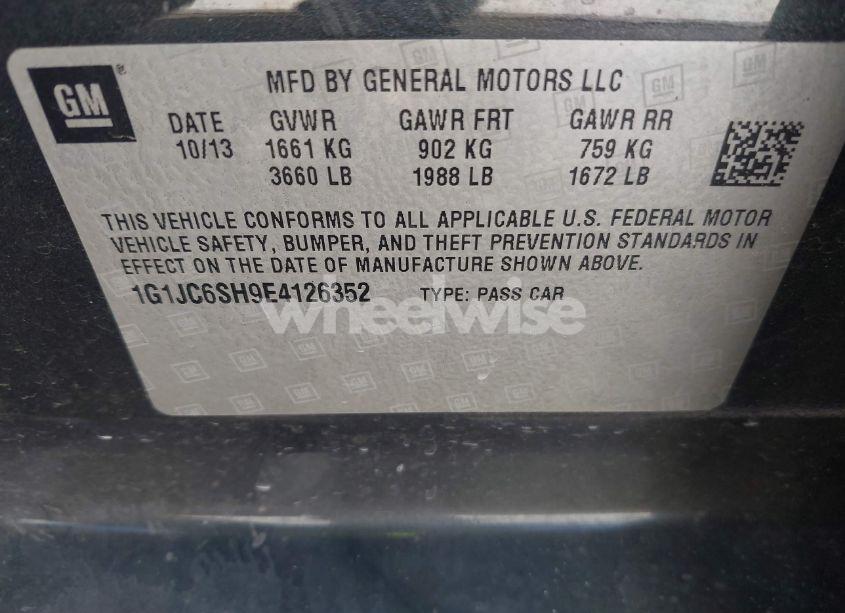 GM
MFD BY GENERAL MOTORS LLC
DATE GVWR GAWR FRT GAWR RR
10/13 1661 KG 902 KG 759 KG
3660 LB 1988 LB 1672 LB
THIS VEHICLE CONFORMS TO ALL APPLICABLE U.S. FEDERAL MOTOR
VEHICLE SAFETY, BUMPER, AND THEFT PREVENTION STANDARDS IN
EFFECT ON THE DATE OF MANUFACTURE SHOWN ABOVE.
1G1JC6SH9E4126352 TYPE: PASS CAR
wheelwise